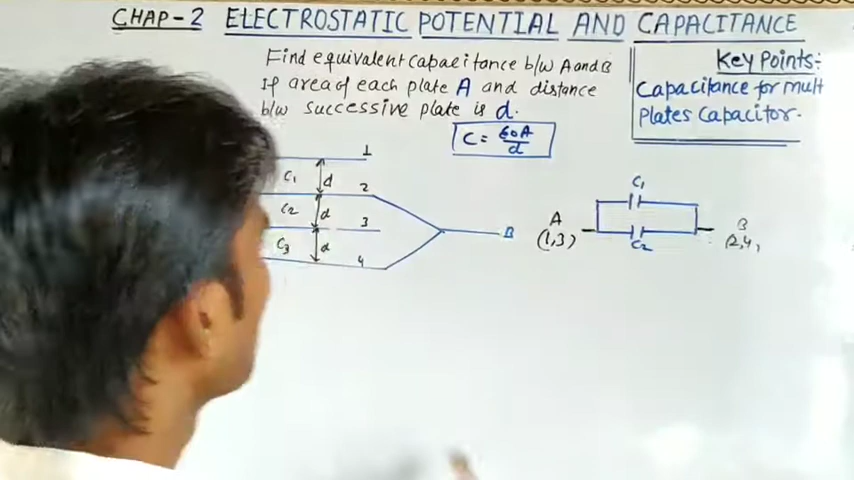 CHAP-2 ELECTROSTATIC POTENTIAL AND CAPACITANCE
Find equivalent capacitance b/w A and B
If area of each plate A and distance
b/w successive plate is d.
C = ε0A/d
Key Points:-
Capacitance for mult
Plates Capacitor.
1
C1 d
2
C2 d
3
C3 d
4
B
C1
A B
(1,3) (2,4,
C2